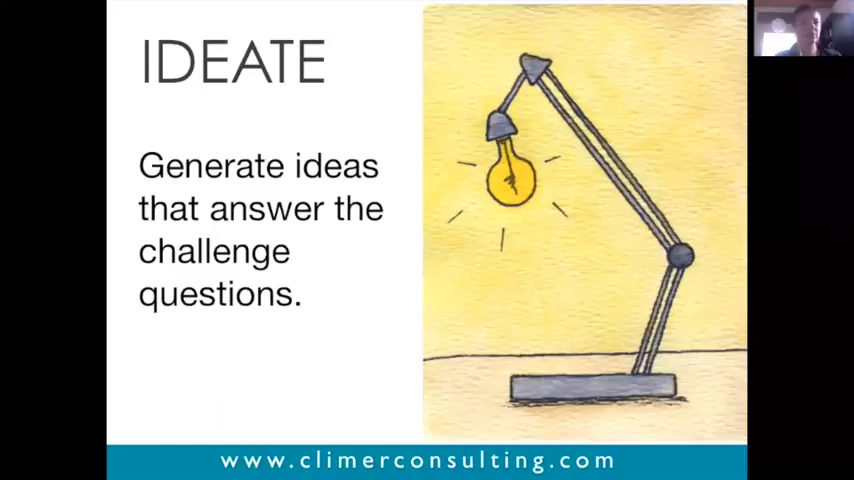 IDEATE
Generate ideas
that answer the
challenge
questions.
www.climerconsulting.com